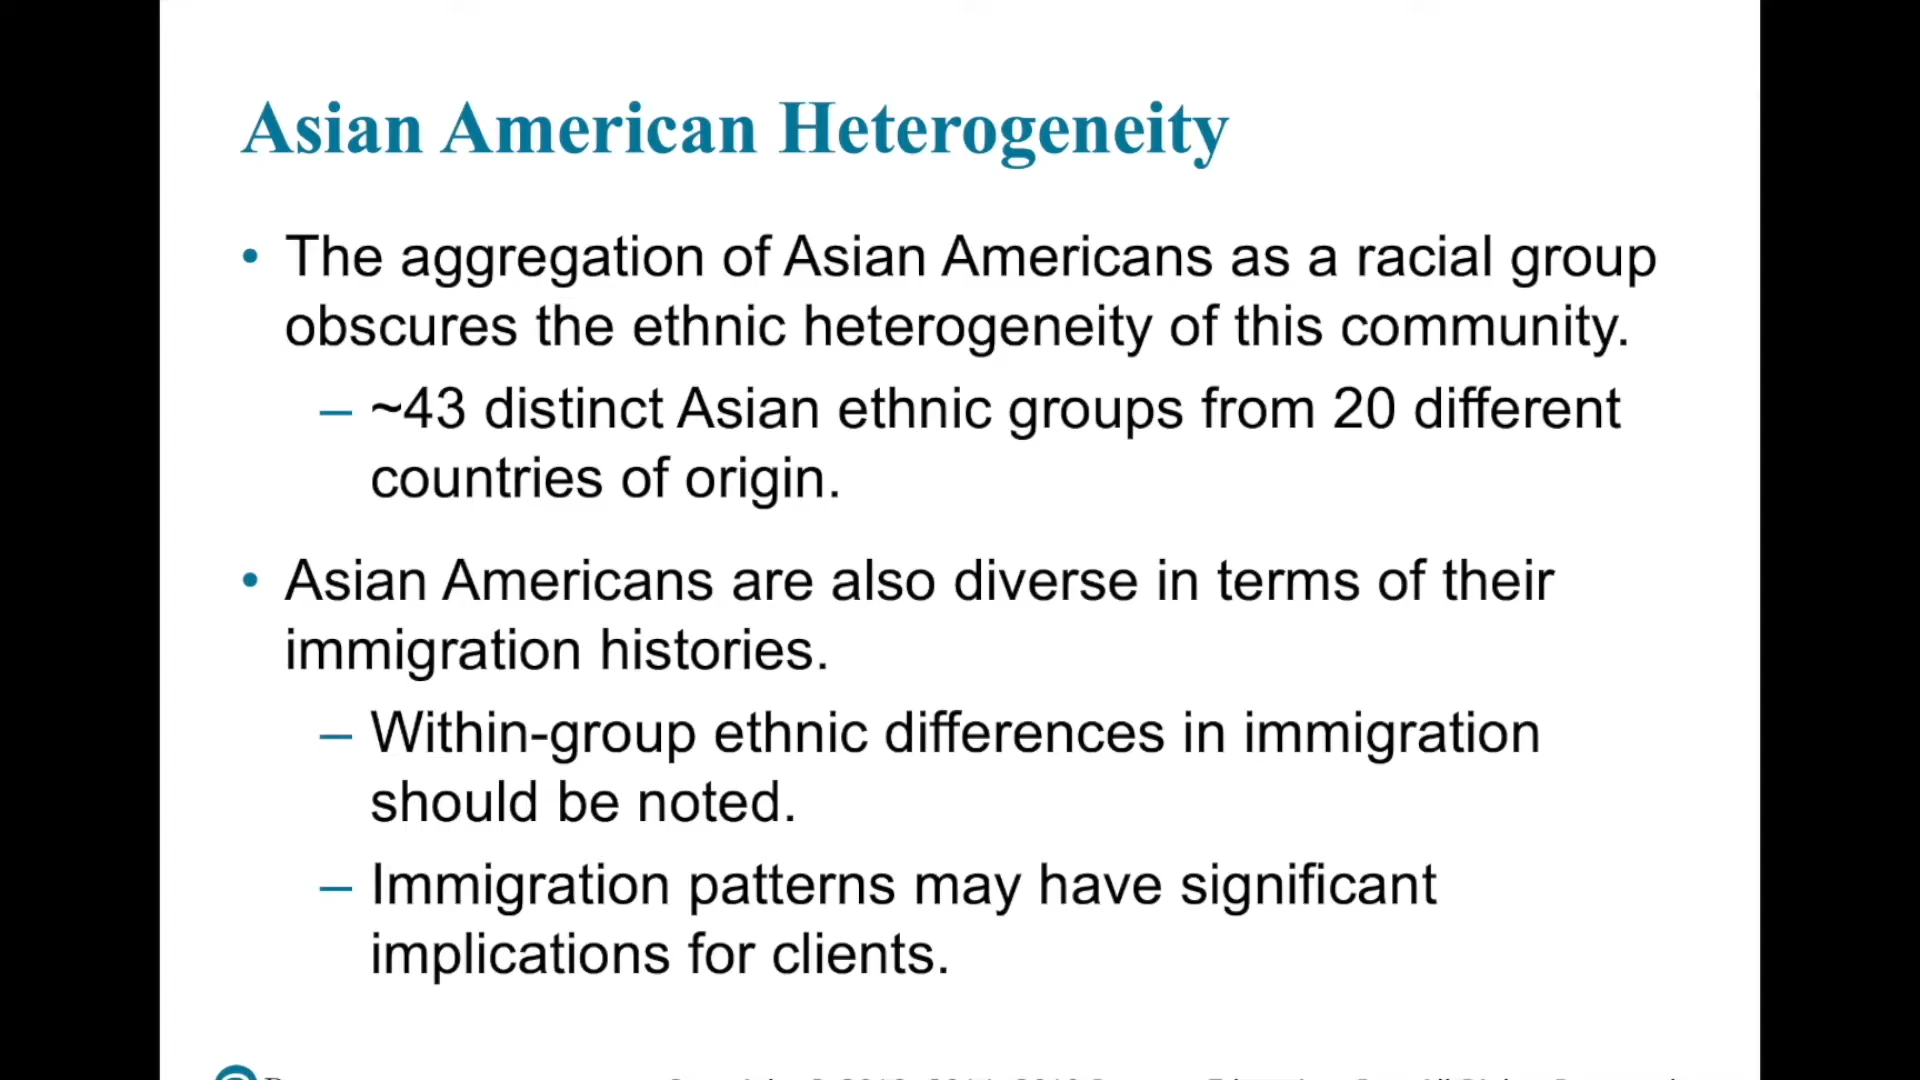 Asian American Heterogeneity
• The aggregation of Asian Americans as a racial group
obscures the ethnic heterogeneity of this community.
– ~43 distinct Asian ethnic groups from 20 different
countries of origin.
• Asian Americans are also diverse in terms of their
immigration histories.
– Within-group ethnic differences in immigration
should be noted.
– Immigration patterns may have significant
implications for clients.